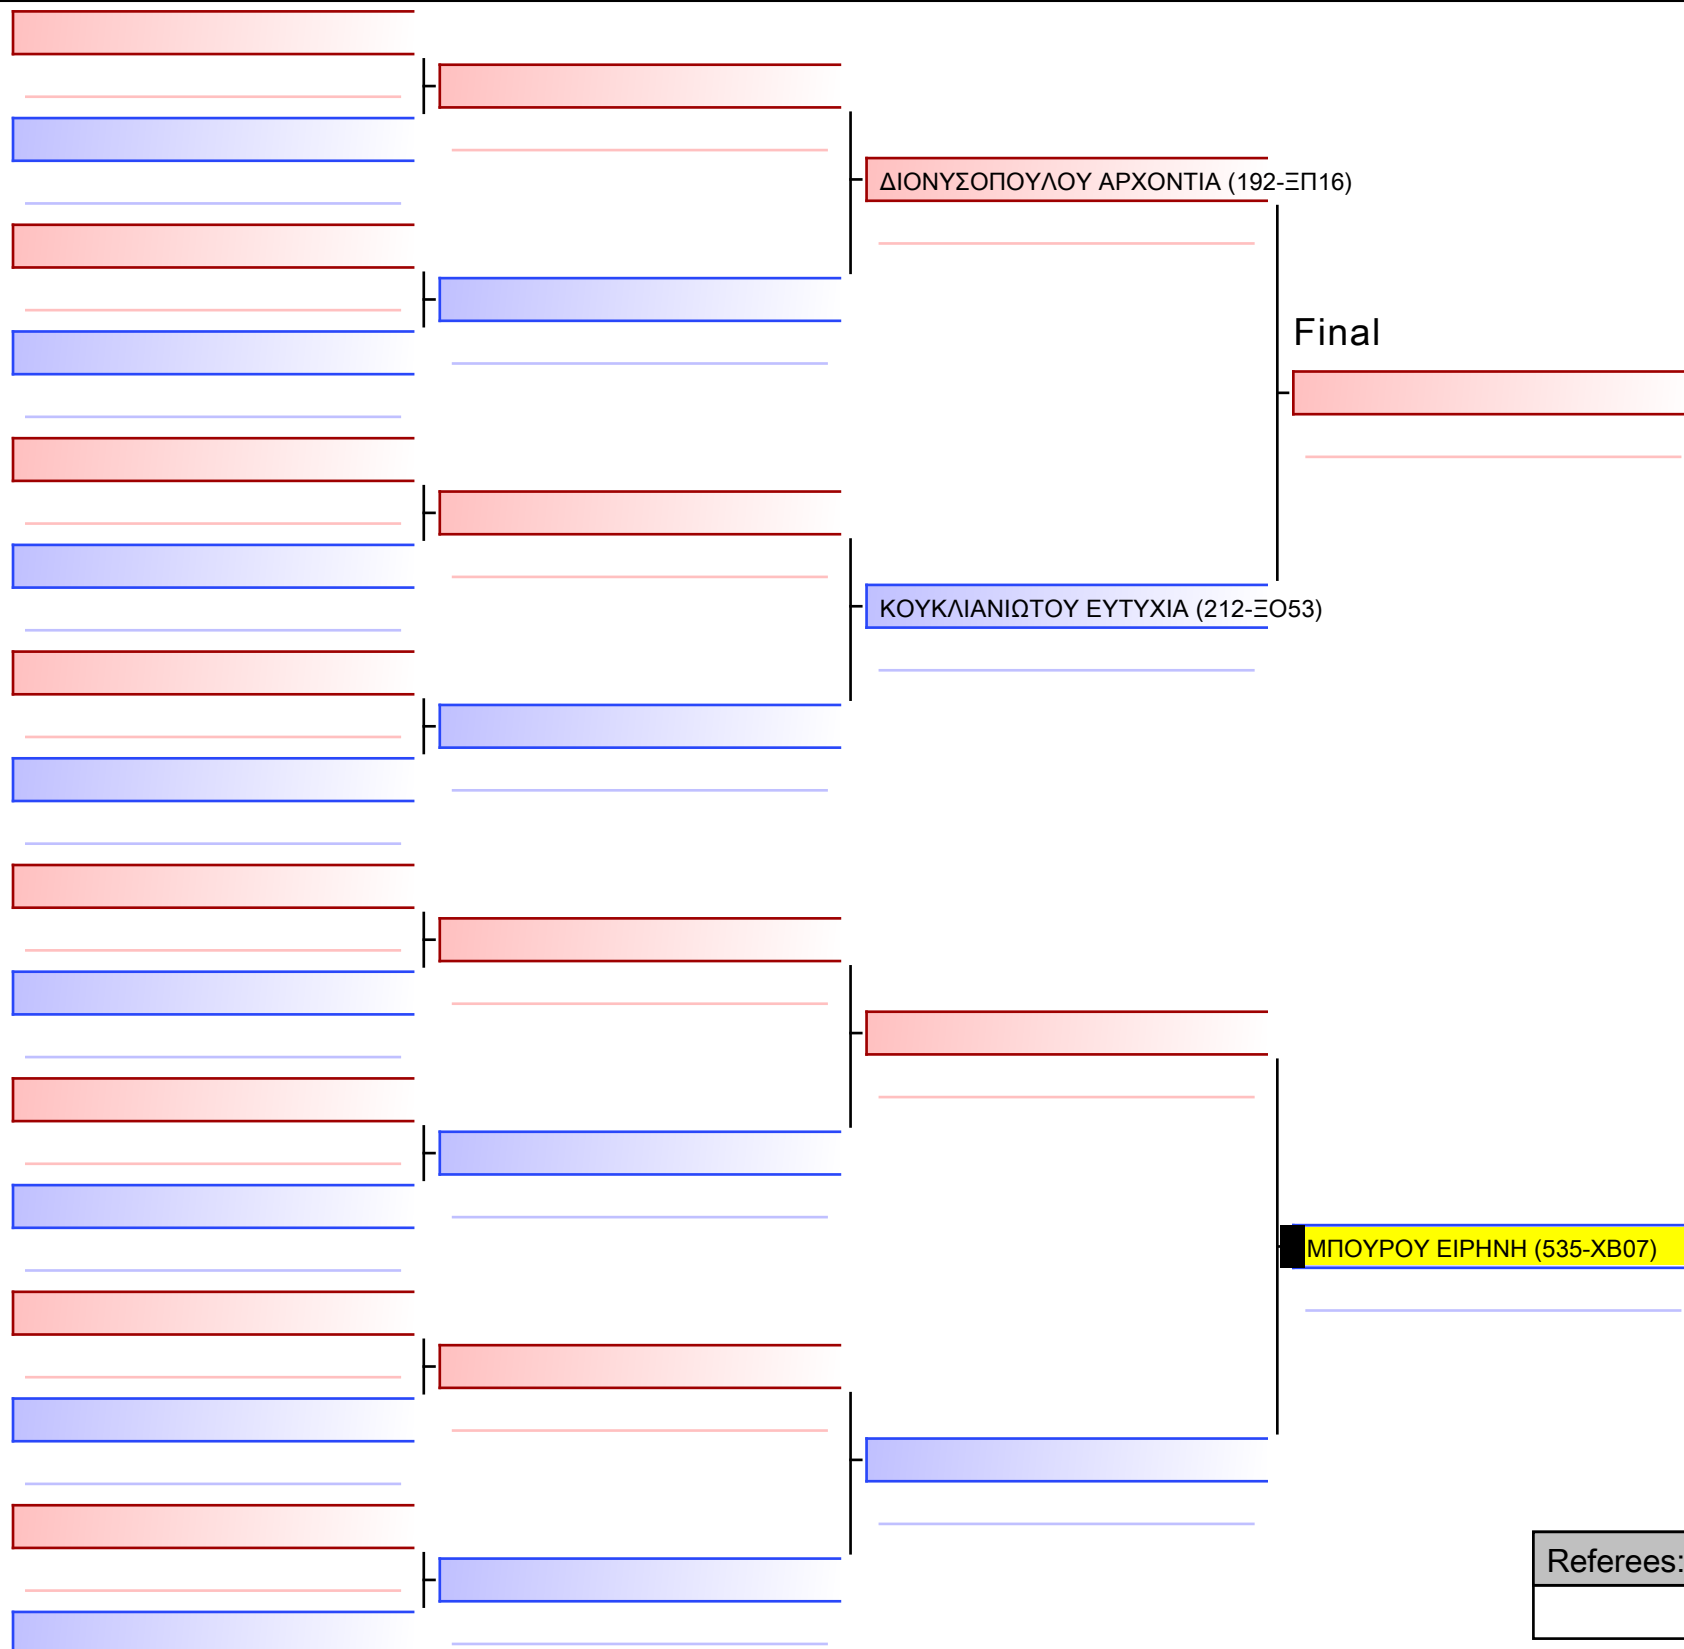 ΔΙΟΝΥΣΟΠΟΥΛΟΥ ΑΡΧΟΝΤΙΑ (192-ΞΠ16)
Final
ΚΟΥΚΛΙΑΝΙΩΤΟΥ ΕΥΤΥΧΙΑ (212-ΞΟ53)
ΜΠΟΥΡΟΥ ΕΙΡΗΝΗ (535-ΧΒ07)
Referees: